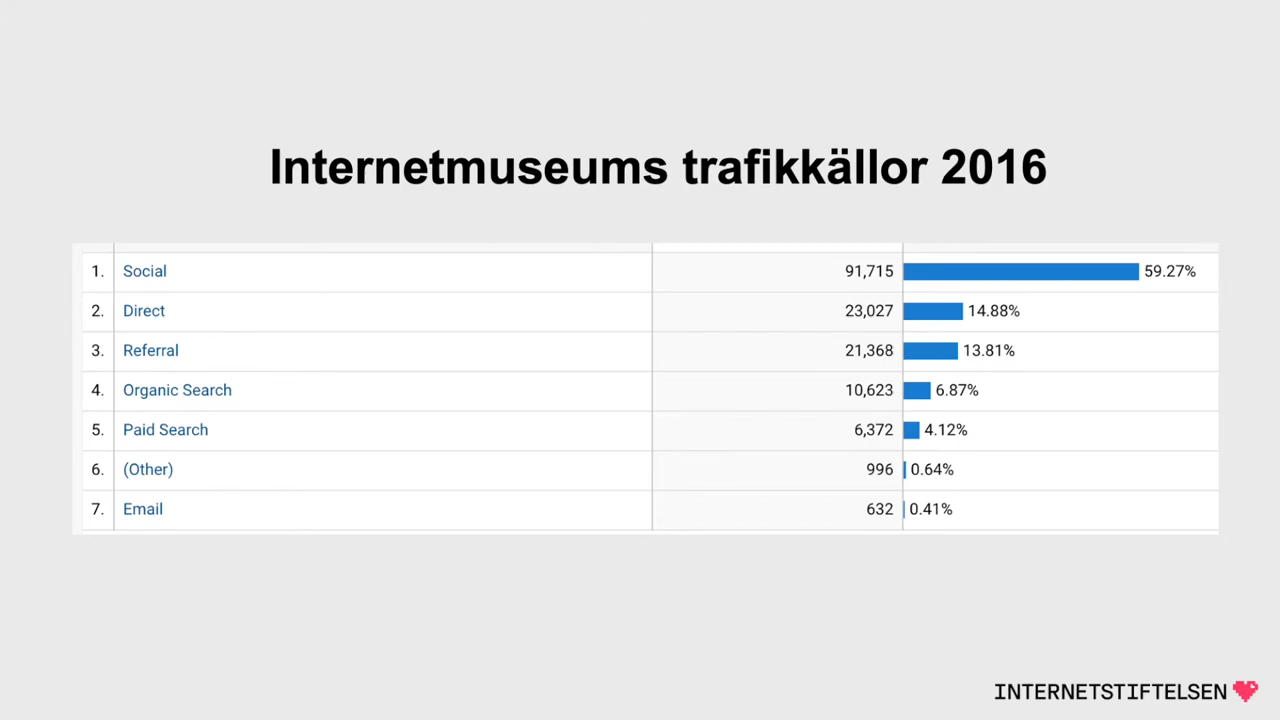 Internetmuseums trafikkällor 2016
1. Social 91,715 59.27%
2. Direct 23,027 14.88%
3. Referral 21,368 13.81%
4. Organic Search 10,623 6.87%
5. Paid Search 6,372 4.12%
6. (Other) 996 0.64%
7. Email 632 0.41%
INTERNETSTIFTELSEN